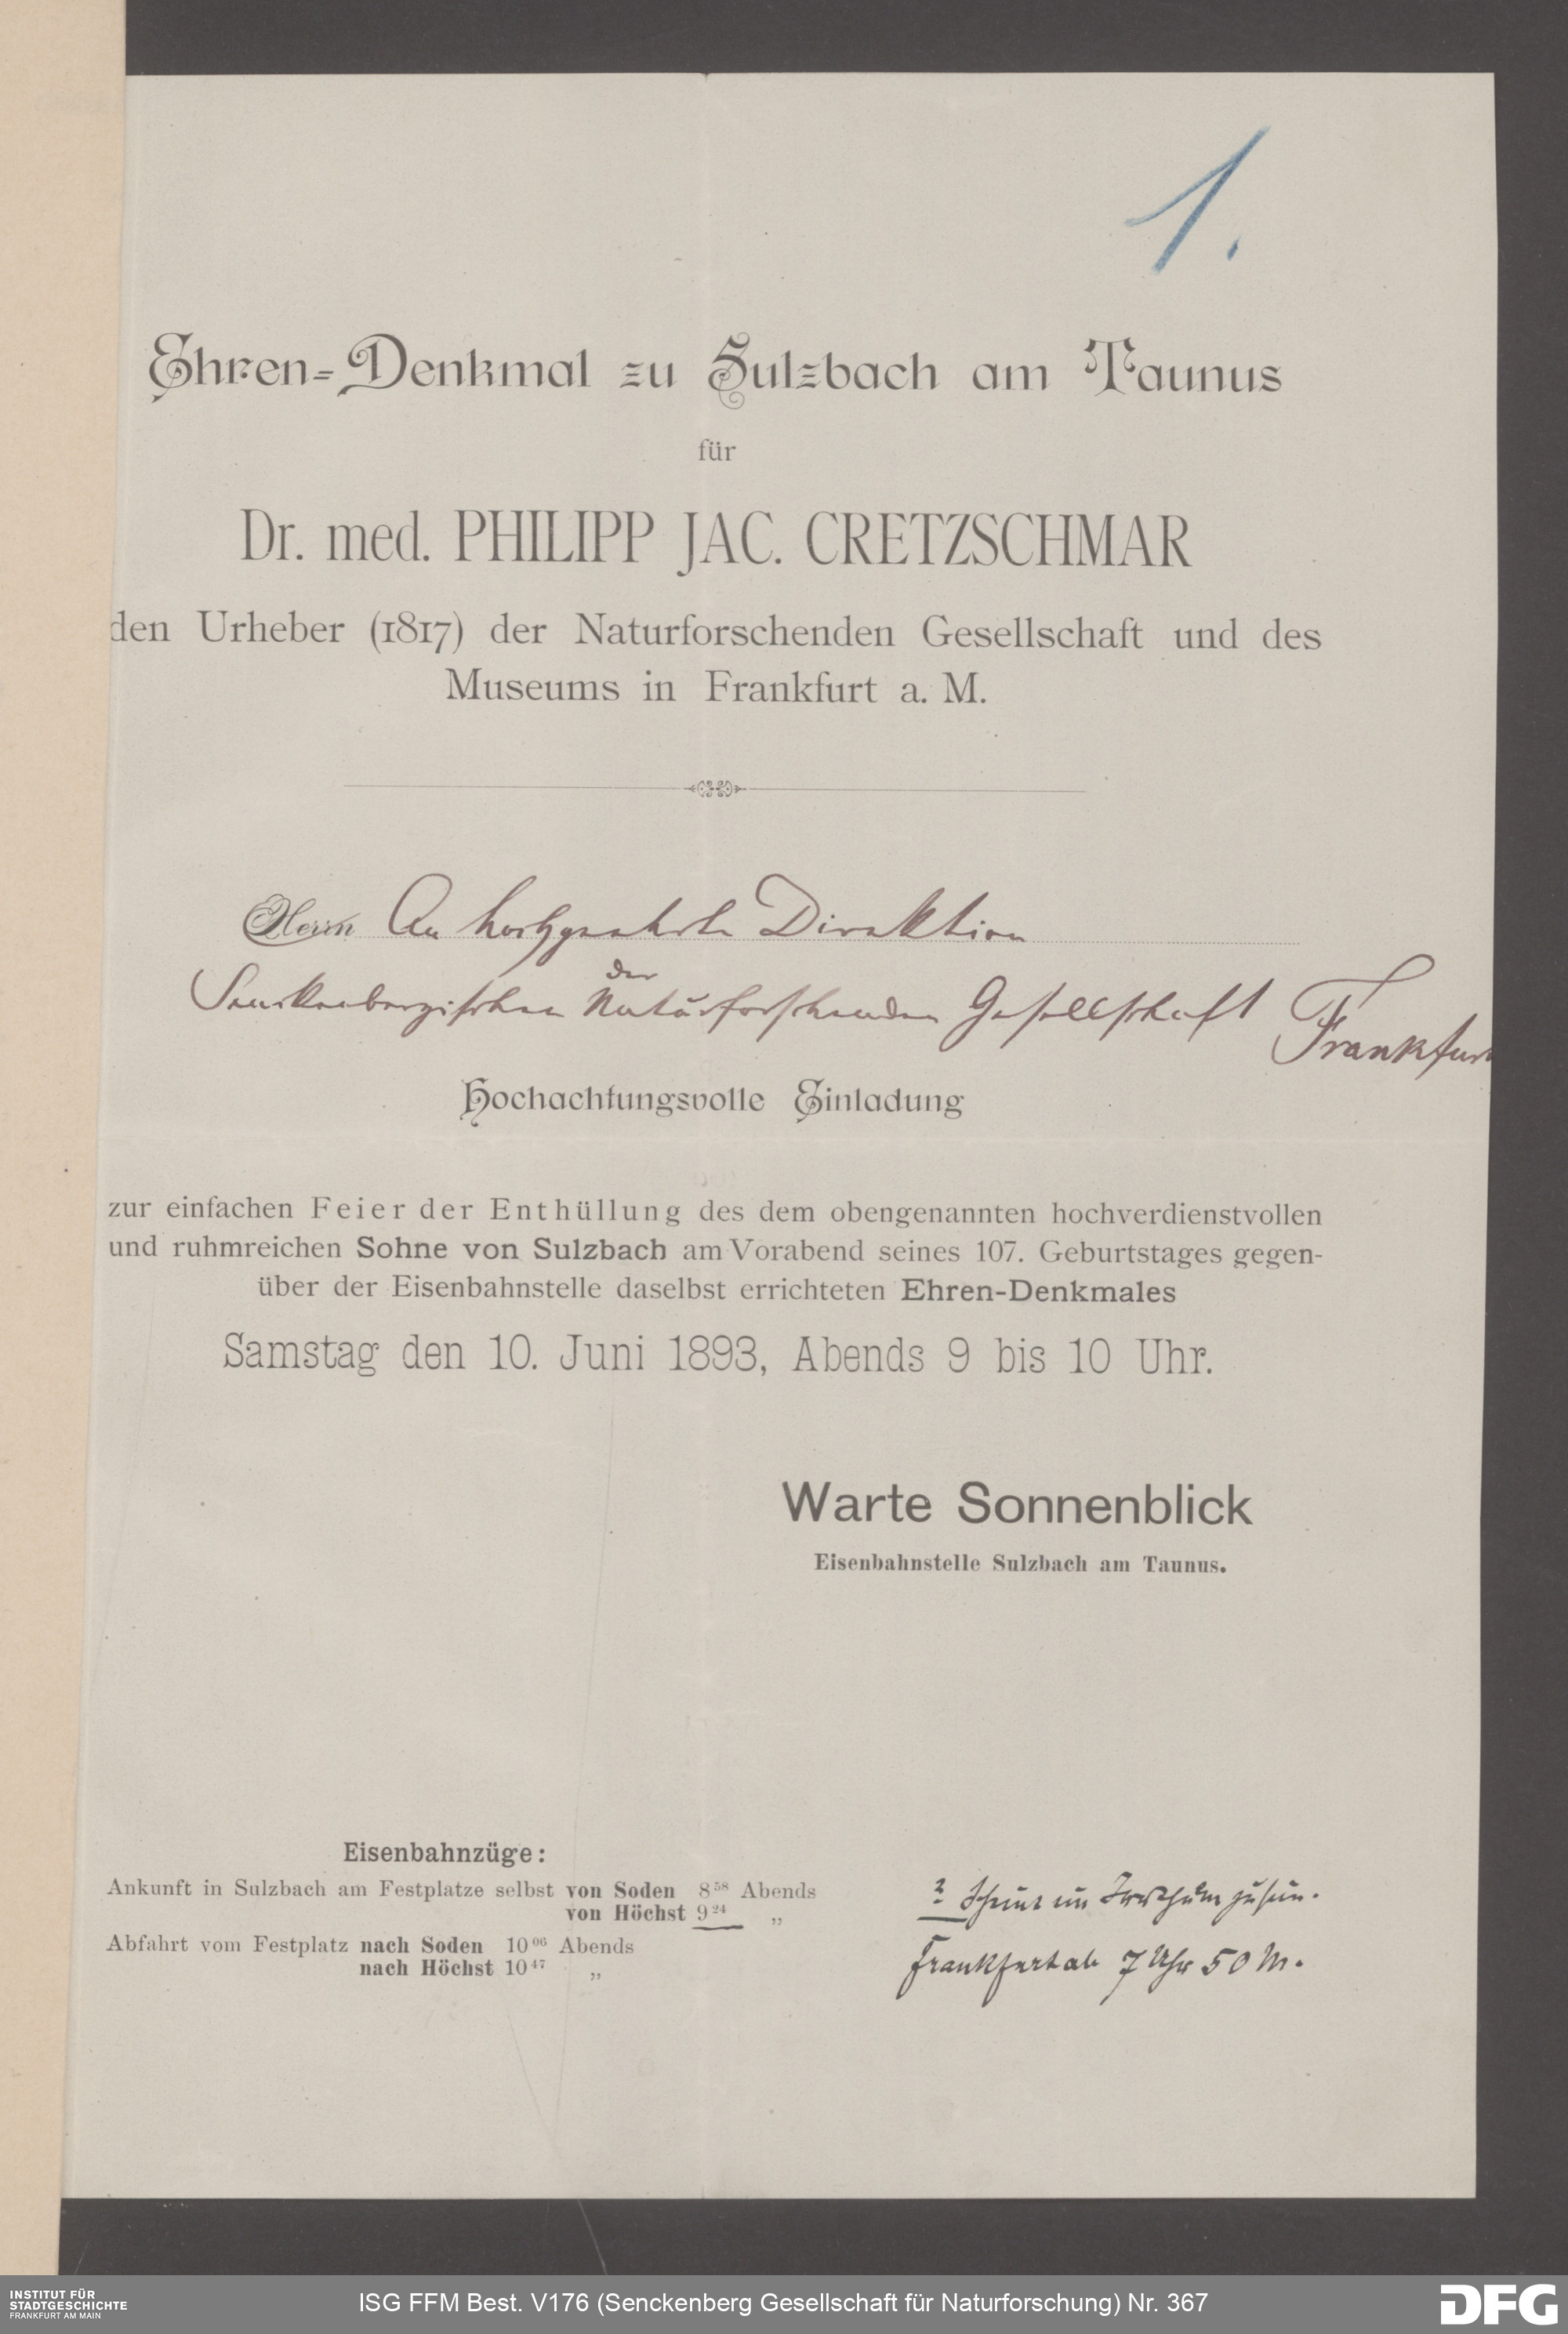 1.
Ehren-Denkmal zu Sulzbach am Taunus
für
Dr. med. PHILIPP JAC. CRETZSCHMAR
den Urheber (1817) der Naturforschenden Gesellschaft und des
Museums in Frankfurt a. M.
Herrn An hochgeehrte Direktion
der
Senckenbergischen Naturforschenden Gesellschaft Frankfurt
Hochachtungsvolle Einladung
zur einfachen Feier der Enthüllung des dem obengenannten hochverdienstvollen
und ruhmreichen Sohne von Sulzbach am Vorabend seines 107. Geburtstages gegen-
über der Eisenbahnstelle daselbst errichteten Ehren-Denkmales
Samstag den 10. Juni 1893, Abends 9 bis 10 Uhr.
Warte Sonnenblick
Eisenbahnstelle Sulzbach am Taunus.
Eisenbahnzüge:
Ankunft in Sulzbach am Festplatze selbst von Soden 8 58 Abends
von Höchst 9 24 „
Abfahrt vom Festplatz nach Soden 10 06 Abends
nach Höchst 10 47 „
? Scheint ein Irrthum zu sein.
Frankfurt ab 7 Uhr 50 M.
INSTITUT FÜR
STADTGESCHICHTE
FRANKFURT AM MAIN
ISG FFM Best. V176 (Senckenberg Gesellschaft für Naturforschung) Nr. 367
DFG